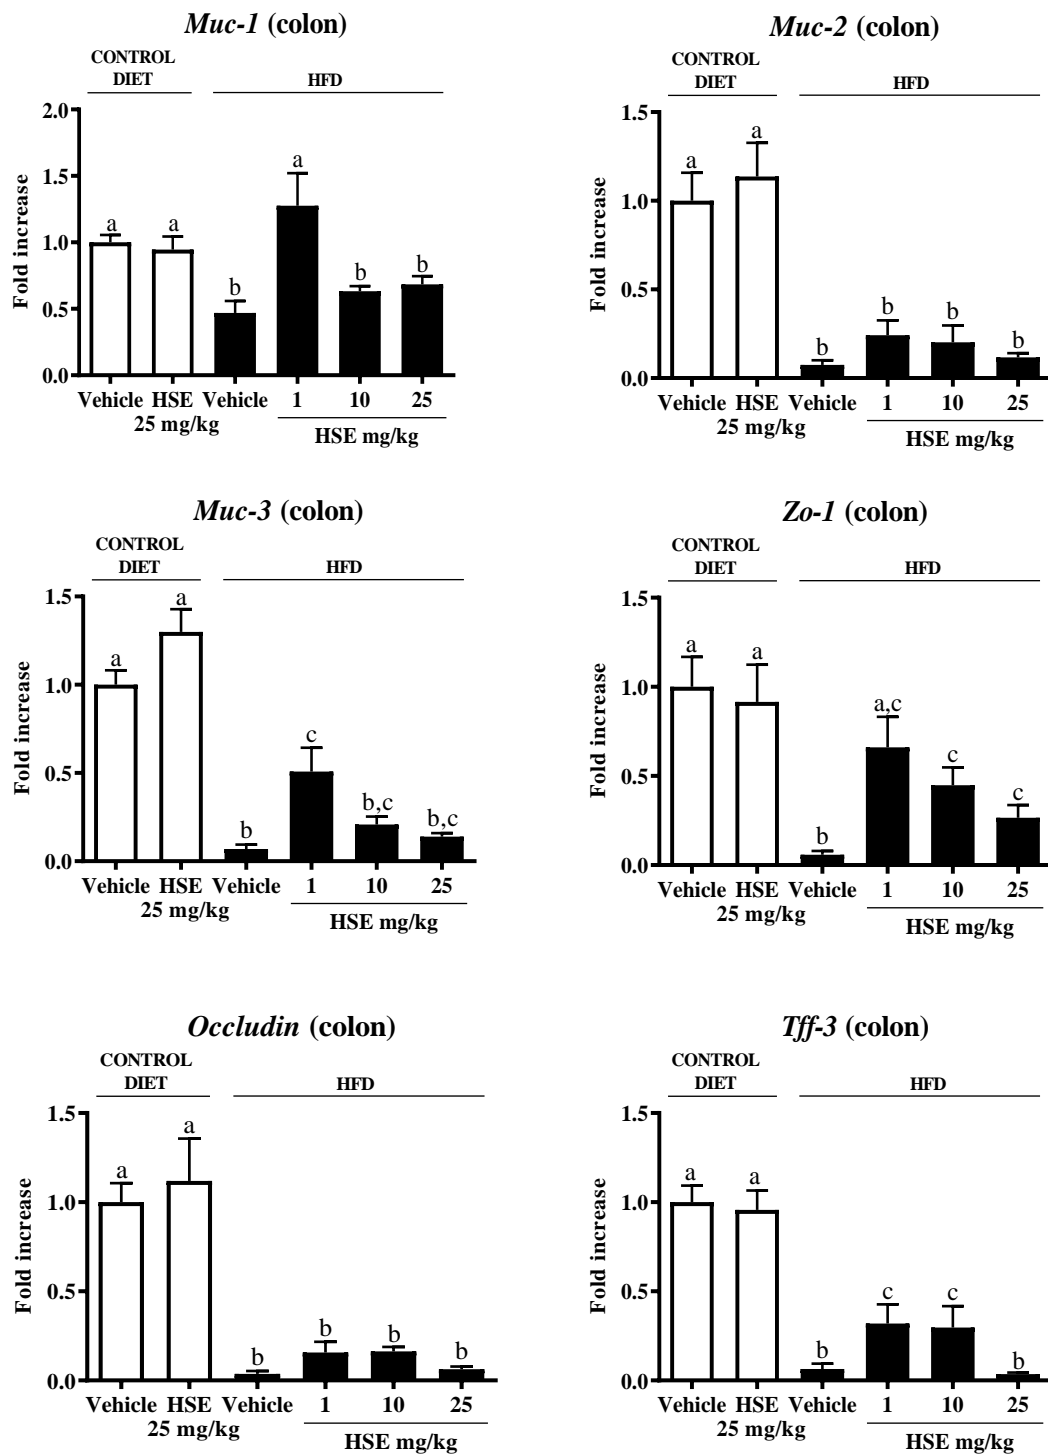 Muc-1 (colon)
CONTROL
DIET
HFD
Fold increase
2.0
1.5
1.0
0.5
0.0
a
a
b
a
b
b
Vehicle HSE Vehicle 1 10 25
25 mg/kg
HSE mg/kg
Muc-2 (colon)
CONTROL
DIET
HFD
Fold increase
1.5
1.0
0.5
0.0
a
a
b
b
b
b
Vehicle HSE Vehicle 1 10 25
25 mg/kg
HSE mg/kg
Muc-3 (colon)
CONTROL
DIET
HFD
Fold increase
1.5
1.0
0.5
0.0
a
a
b
c
b,c
b,c
Vehicle HSE Vehicle 1 10 25
25 mg/kg
HSE mg/kg
Zo-1 (colon)
CONTROL
DIET
HFD
Fold increase
1.5
1.0
0.5
0.0
a
a
b
a,c
c
c
Vehicle HSE Vehicle 1 10 25
25 mg/kg
HSE mg/kg
Occludin (colon)
CONTROL
DIET
HFD
Fold increase
1.5
1.0
0.5
0.0
a
a
b
b
b
b
Vehicle HSE Vehicle 1 10 25
25 mg/kg
HSE mg/kg
Tff-3 (colon)
CONTROL
DIET
HFD
Fold increase
1.5
1.0
0.5
0.0
a
a
b
c
c
b
Vehicle HSE Vehicle 1 10 25
25 mg/kg
HSE mg/kg